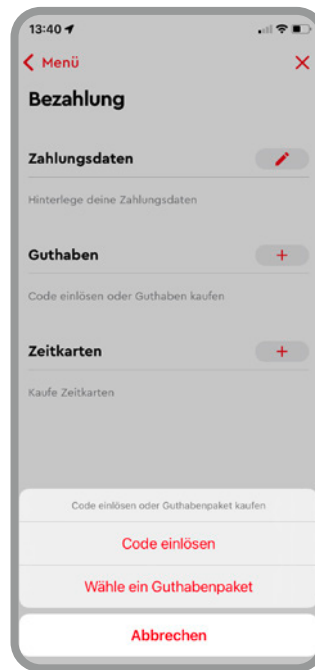 13:40
Menü
Bezahlung
Zahlungsdaten
Hinterlege deine Zahlungsdaten
Guthaben
Code einlösen oder Guthaben kaufen
Zeitkarten
Kaufe Zeitkarten
Code einlösen oder Guthabenpaket kaufen
Code einlösen
Wähle ein Guthabenpaket
Abbrechen